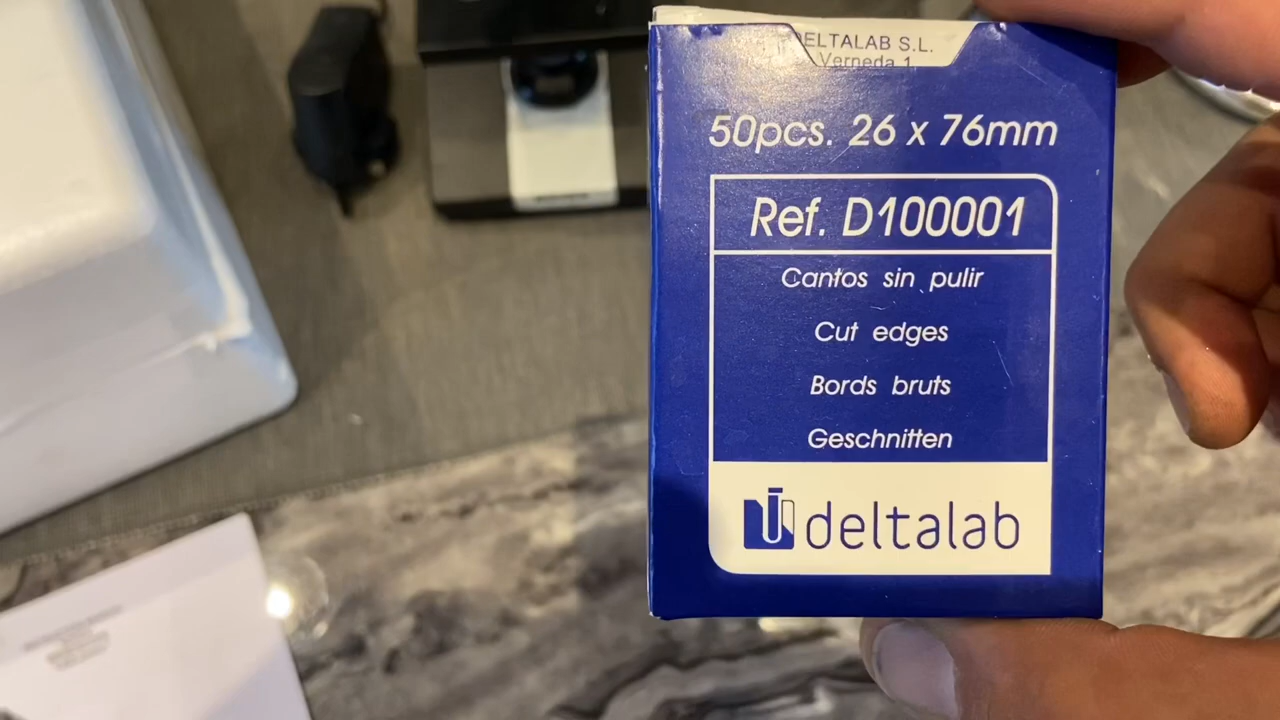 DELTALAB S.L.
Verneda 1
50pcs. 26 x 76mm
Ref. D100001
Cantos sin pulir
Cut edges
Bords bruts
Geschnitten
deltalab